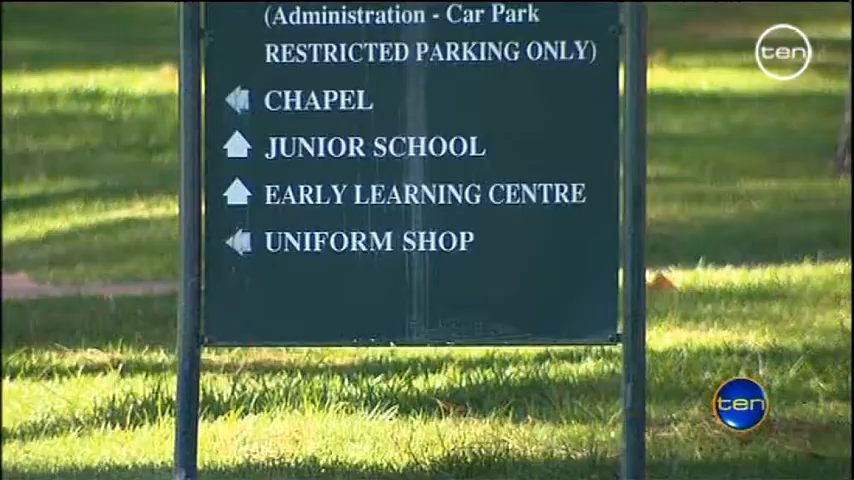 (Administration - Car Park
RESTRICTED PARKING ONLY)
CHAPEL
JUNIOR SCHOOL
EARLY LEARNING CENTRE
UNIFORM SHOP
ten
ten